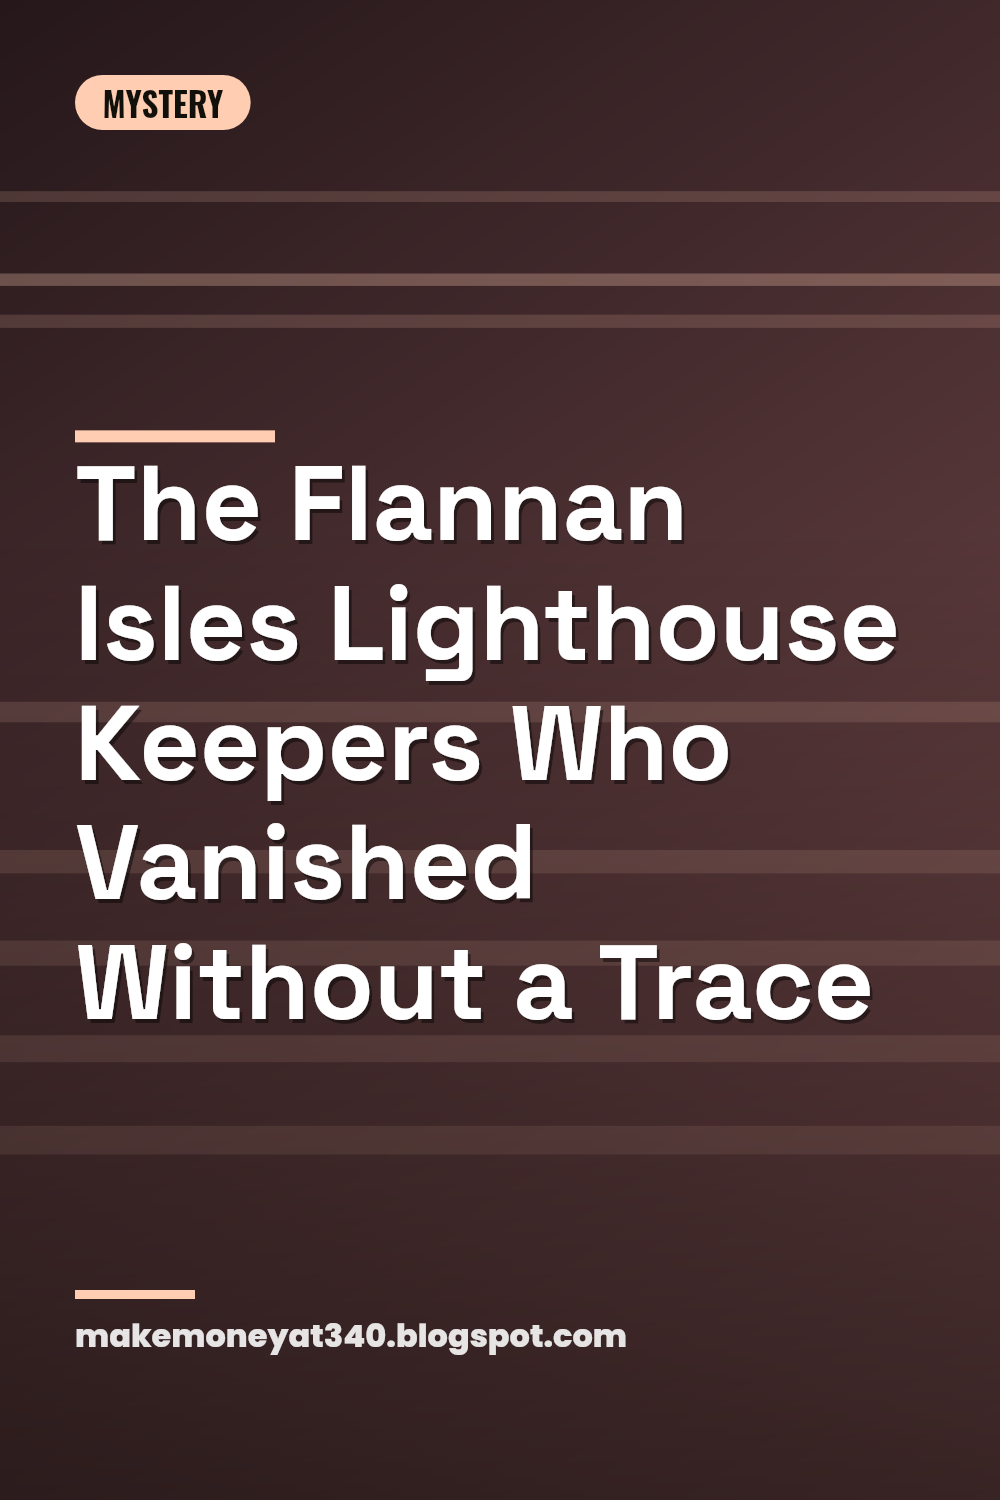 MYSTERY
The Flannan
Isles Lighthouse
Keepers Who
Vanished
Without a Trace
makemoneyat340.blogspot.com